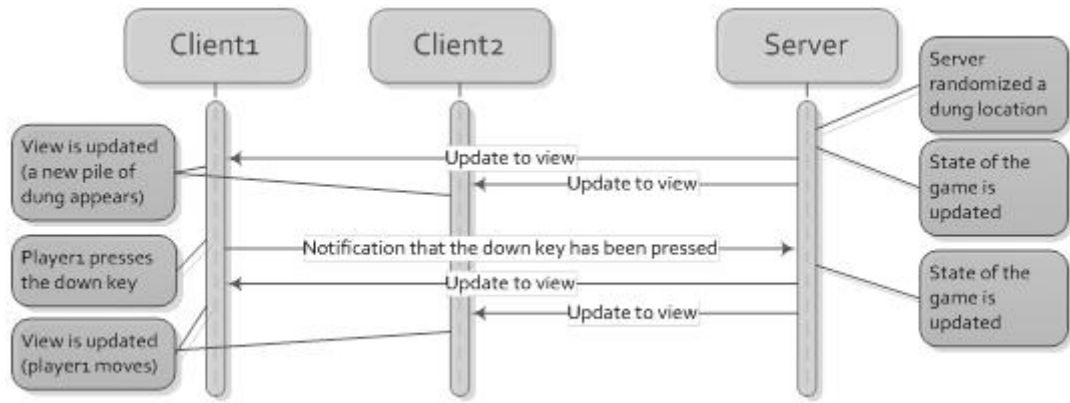 Client1
Client2
Server
Server
randomized a
dung location
View is updated
(a new pile of
dung appears)
Update to view
State of the
game is
updated
Update to view
Player1 presses
the down key
Notification that the down key has been pressed
State of the
game is
updated
Update to view
Update to view
View is updated
(player1 moves)